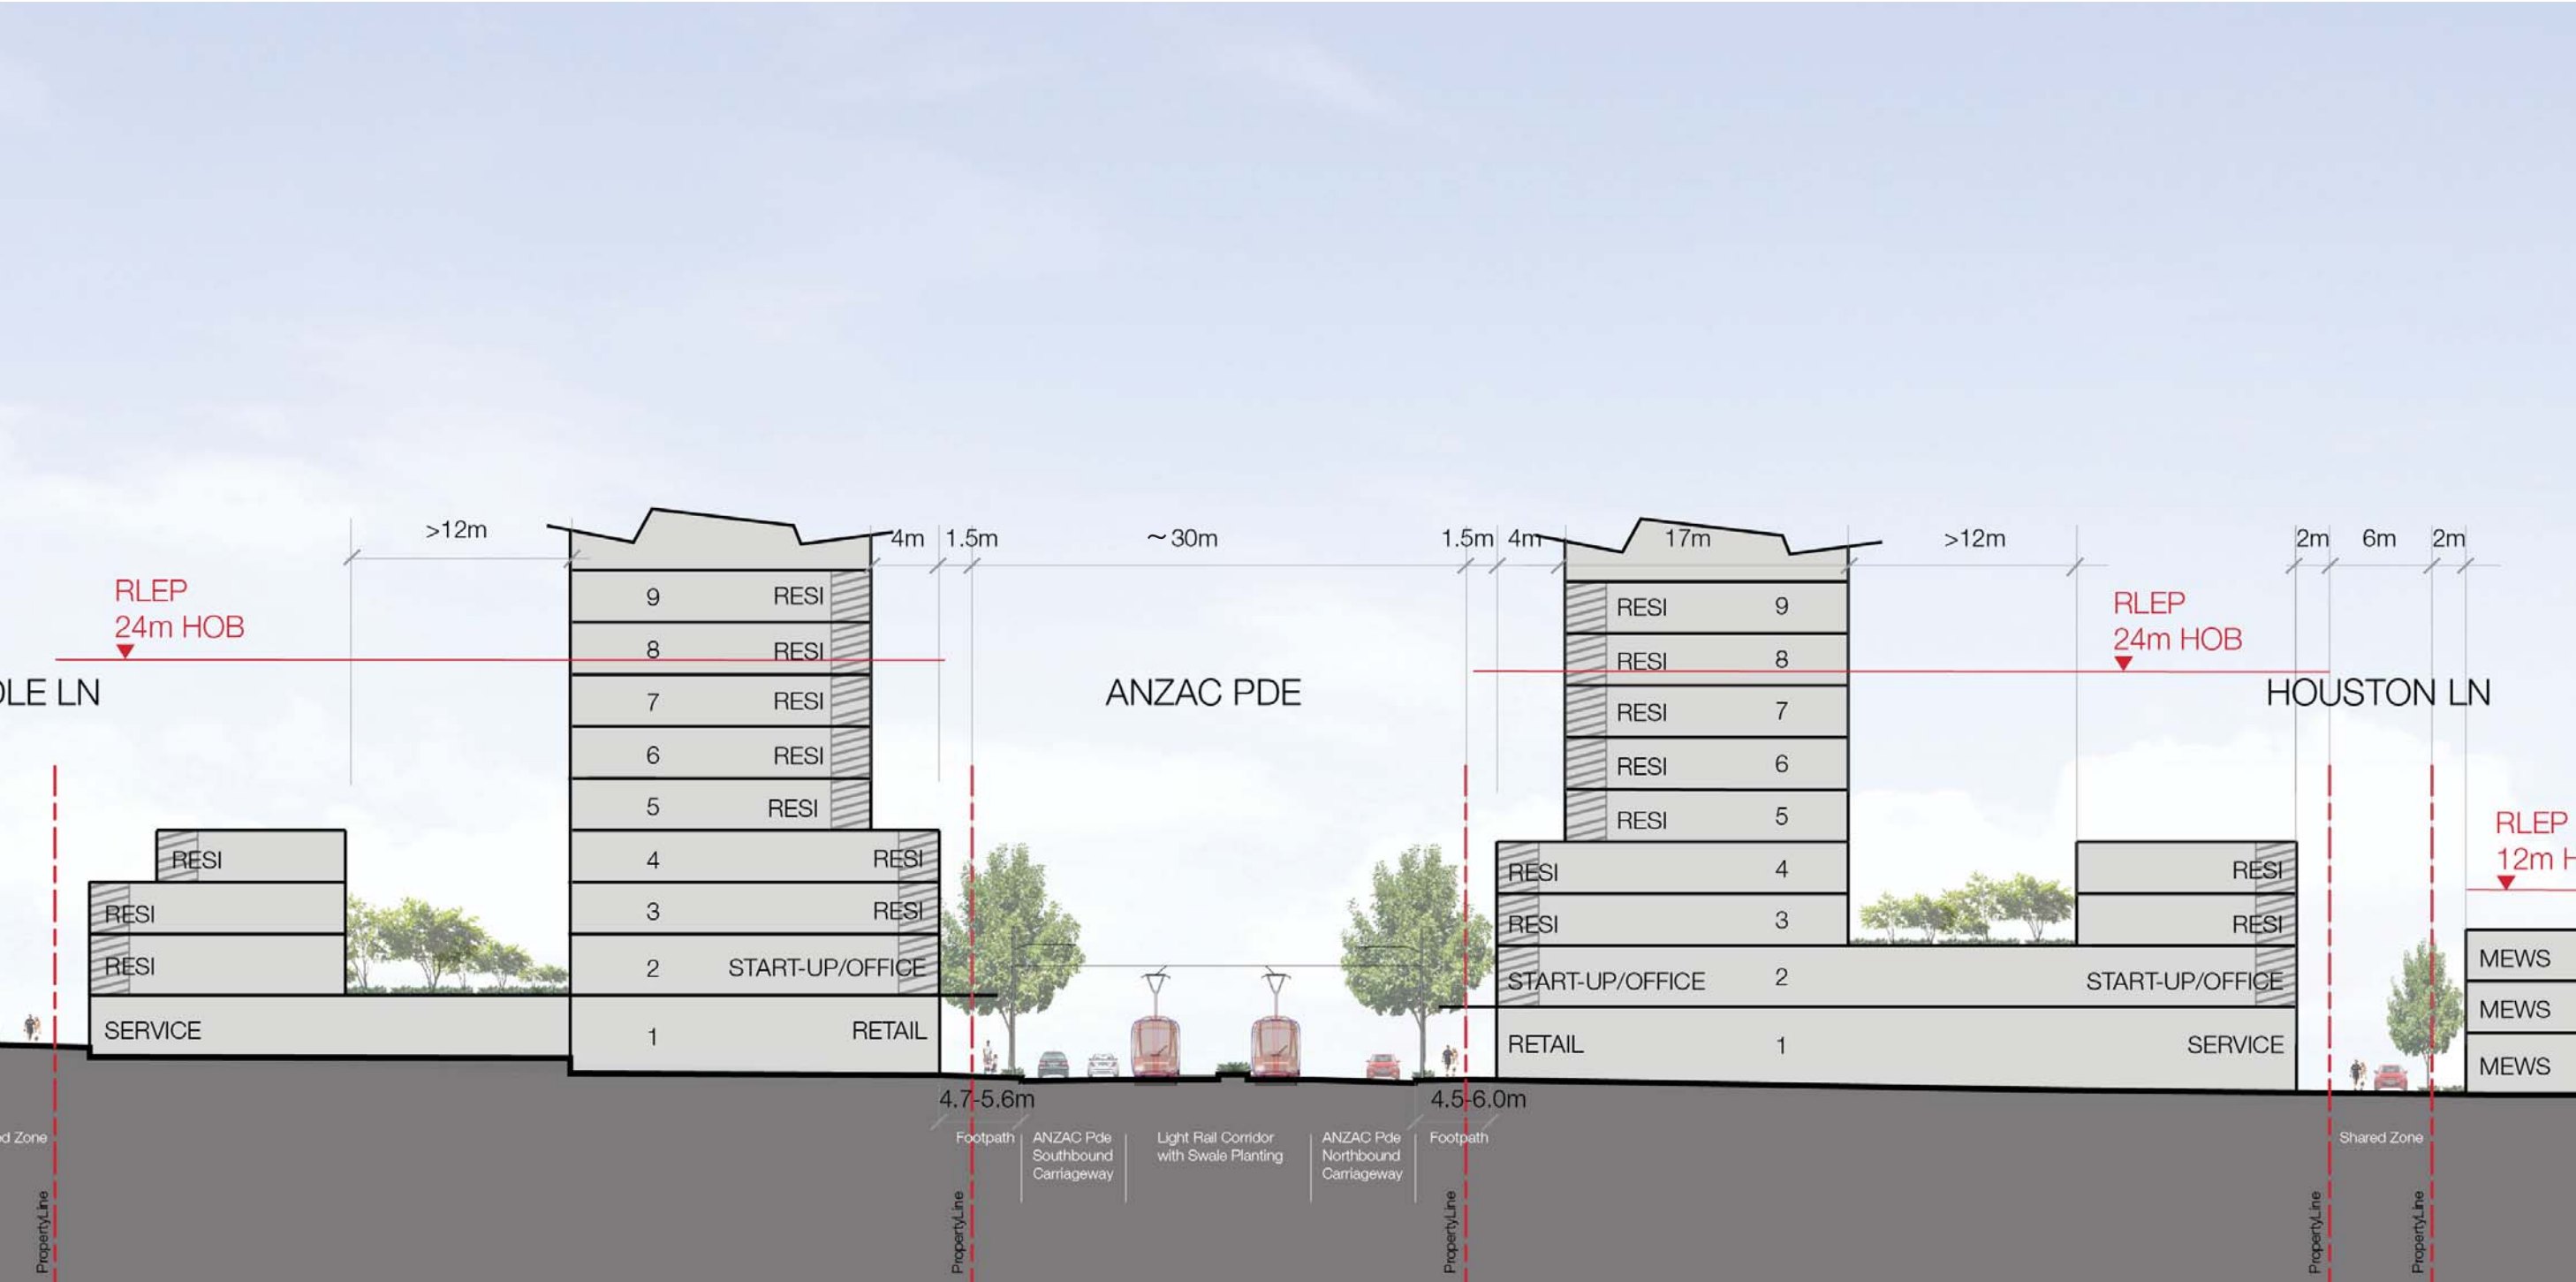 >12m
4m
1.5m
~30m
1.5m
4m
17m
>12m
2m
6m
2m
RLEP
24m HOB
RLEP
24m HOB
LE LN
ANZAC PDE
HOUSTON LN
RLEP
12m H
9 RESI
8 RESI
7 RESI
6 RESI
5 RESI
4 RESI
3 RESI
2 START-UP/OFFICE
1 RETAIL
RESI
RESI
RESI
SERVICE
RESI 9
RESI 8
RESI 7
RESI 6
RESI 5
RESI 4
RESI 3
START-UP/OFFICE 2
RETAIL 1
RESI
RESI
START-UP/OFFICE
SERVICE
MEWS
MEWS
MEWS
4.7-5.6m
4.5-6.0m
d Zone
Footpath
ANZAC Pde
Southbound
Carriageway
Light Rail Corridor
with Swale Planting
ANZAC Pde
Northbound
Carriageway
Footpath
Shared Zone
PropertyLine
PropertyLine
PropertyLine
PropertyLine
PropertyLine